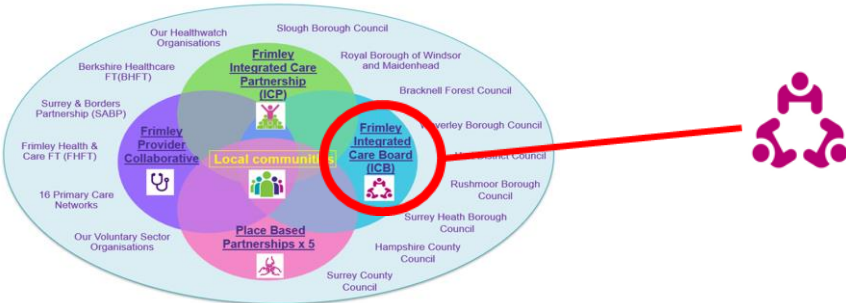 Our Healthwatch
Organisations
Slough Borough Council
Berkshire Healthcare
FT(BHFT)
Frimley
Integrated Care
Partnership
(ICP)
Royal Borough of Windsor
and Maidenhead
Bracknell Forest Council
Surrey & Borders
Partnership (SABP)
Frimley
Provider
Collaborative
Local communities
Frimley
Integrated
Care Board
(ICB)
Borough Council
Council
Frimley Health &
Care FT (FHFT)
Rushmoor Borough
Council
16 Primary Care
Networks
Surrey Heath Borough
Council
Our Voluntary Sector
Organisations
Place Based
Partnerships x 5
Hampshire County
Council
Surrey County
Council